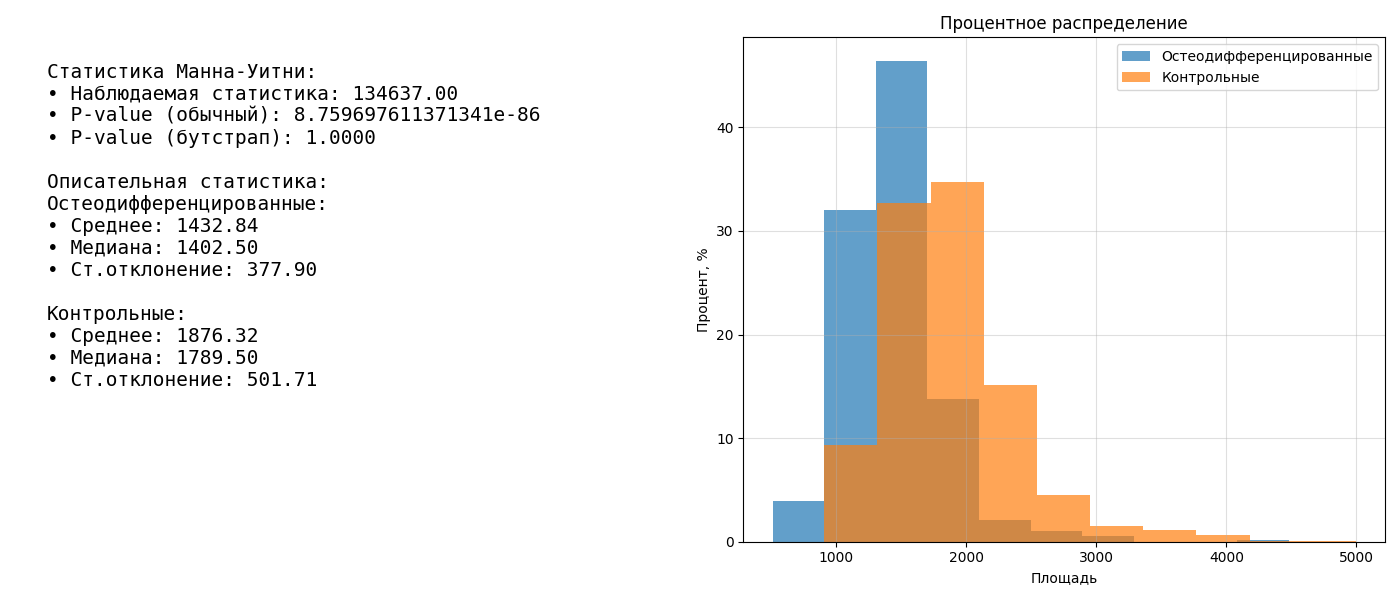 Статистика Манна-Уитни:
• Наблюдаемая статистика: 134637.00
• P-value (обычный): 8.759697611371341e-86
• P-value (бутстрап): 1.0000
Описательная статистика:
Остеодифференцированные:
• Среднее: 1432.84
• Медиана: 1402.50
• Ст.отклонение: 377.90
Контрольные:
• Среднее: 1876.32
• Медиана: 1789.50
• Ст.отклонение: 501.71
Процентное распределение
Остеодифференцированные
Контрольные
Процент, %
40
30
20
10
0
1000
2000
3000
4000
5000
Площадь